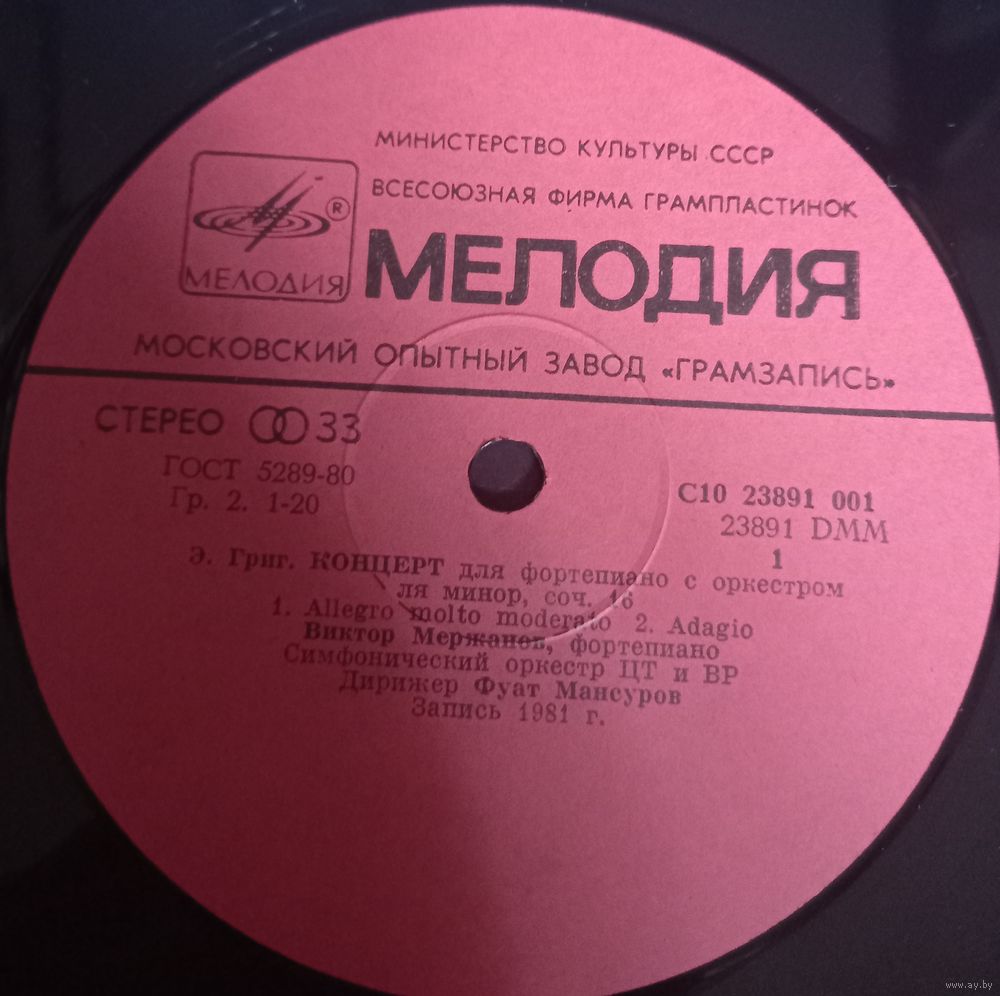 МИНИСТЕРСТВО КУЛЬТУРЫ СССР
ВСЕСОЮЗНАЯ ФИРМА ГРАМПЛАСТИНОК
МЕЛОДИЯ ®
МЕЛОДИЯ
МОСКОВСКИЙ ОПЫТНЫЙ ЗАВОД «ГРАМЗАПИСЬ»
СТЕРЕО 33
ГОСТ 5289-80
Гр. 2. 1-20
С10 23891 001
23891 DMM
1
Э. Григ. КОНЦЕРТ для фортепиано с оркестром
ля минор, соч. 16
1. Allegro molto moderato 2. Adagio
Виктор Мержанов, фортепиано
Симфонический оркестр ЦТ и ВР
Дирижер Фуат Мансуров
Запись 1981 г.
www.ay.by